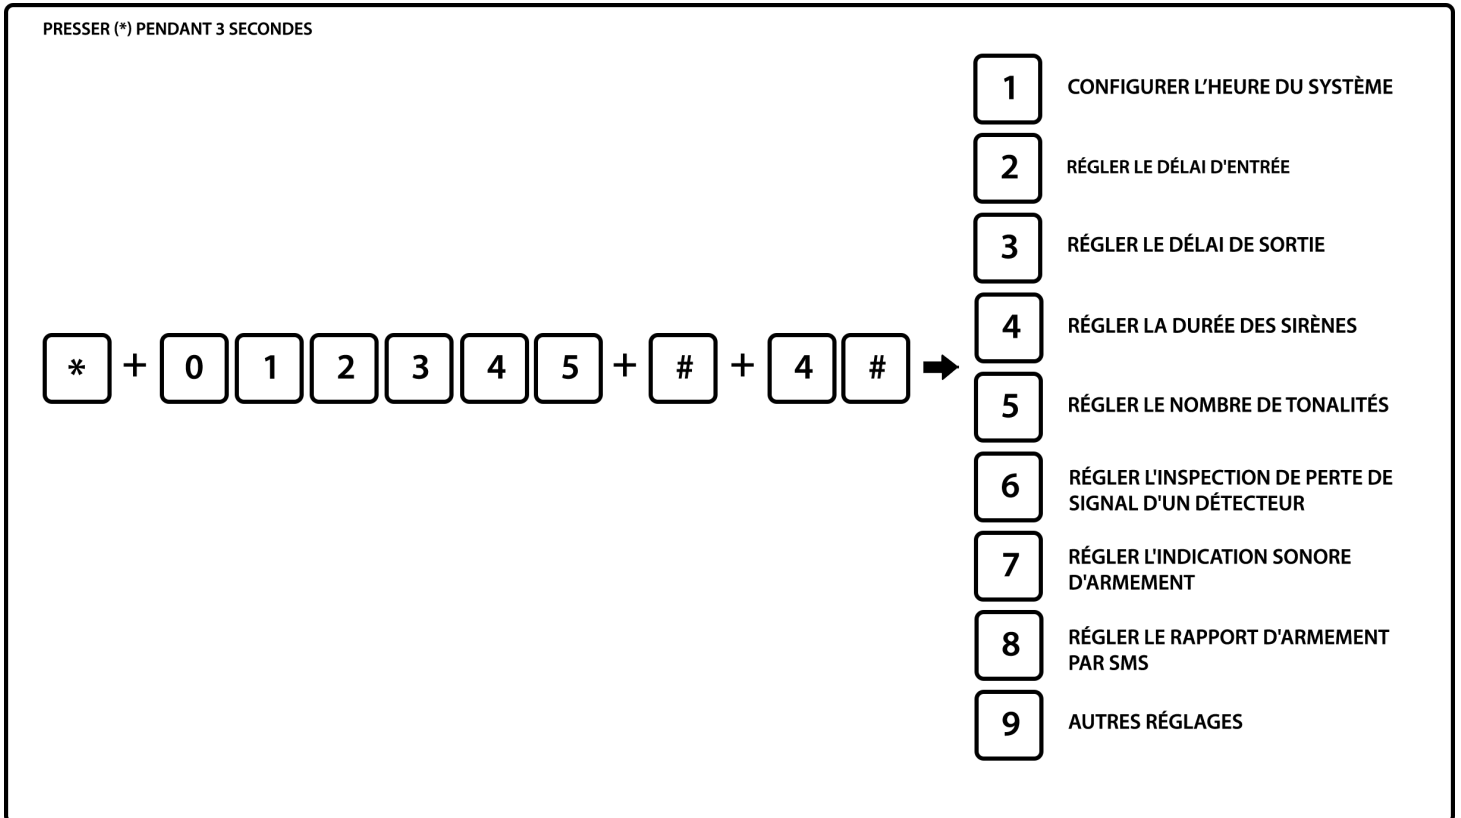 PRESSER (*) PENDANT 3 SECONDES
* + 0 1 2 3 4 5 + # + 4 #
1 CONFIGURER L'HEURE DU SYSTÈME
2 RÉGLER LE DÉLAI D'ENTRÉE
3 RÉGLER LE DÉLAI DE SORTIE
4 RÉGLER LA DURÉE DES SIRÈNES
5 RÉGLER LE NOMBRE DE TONALITÉS
6 RÉGLER L'INSPECTION DE PERTE DE
SIGNAL D'UN DÉTECTEUR
7 RÉGLER L'INDICATION SONORE
D'ARMEMENT
8 RÉGLER LE RAPPORT D'ARMEMENT
PAR SMS
9 AUTRES RÉGLAGES